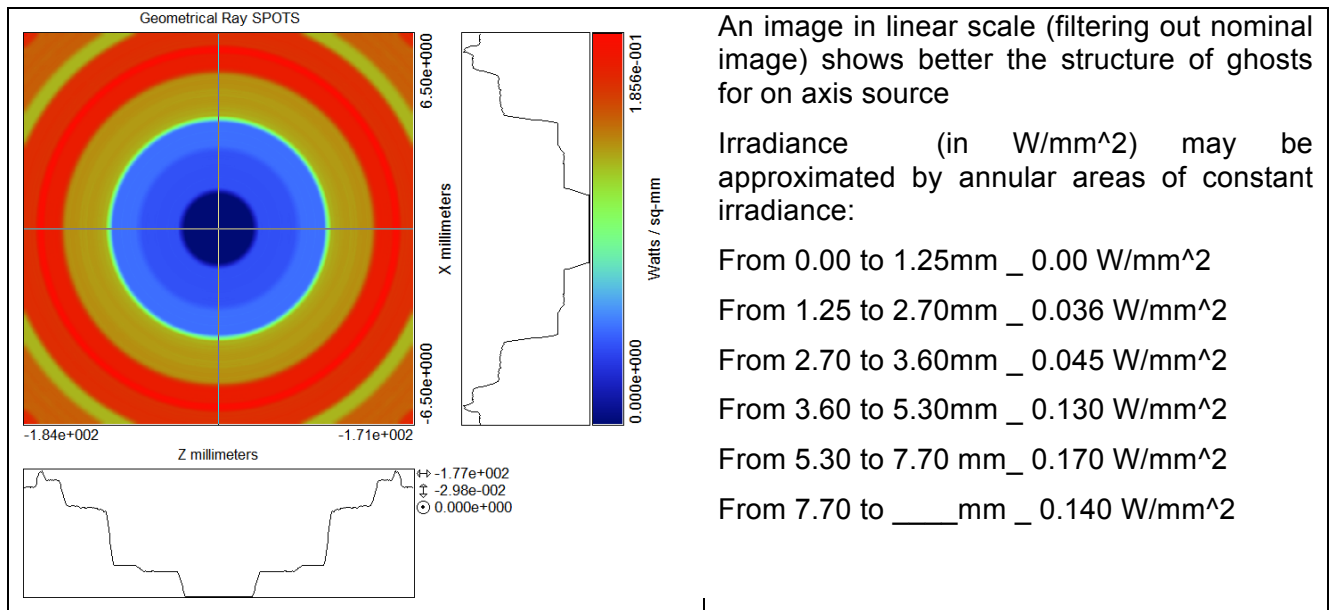 Geometrical Ray SPOTS
6.50e+000
X millimeters
-6.50e+000
1.856e-001
Watts / sq-mm
0.000e+000
-1.84e+002
-1.71e+002
Z millimeters
-1.77e+002
-2.98e-002
0.000e+000
An image in linear scale (filtering out nominal
image) shows better the structure of ghosts
for on axis source
Irradiance (in W/mm^2) may be
approximated by annular areas of constant
irradiance:
From 0.00 to 1.25mm _ 0.00 W/mm^2
From 1.25 to 2.70mm _ 0.036 W/mm^2
From 2.70 to 3.60mm _ 0.045 W/mm^2
From 3.60 to 5.30mm _ 0.130 W/mm^2
From 5.30 to 7.70 mm_ 0.170 W/mm^2
From 7.70 to ____mm _ 0.140 W/mm^2